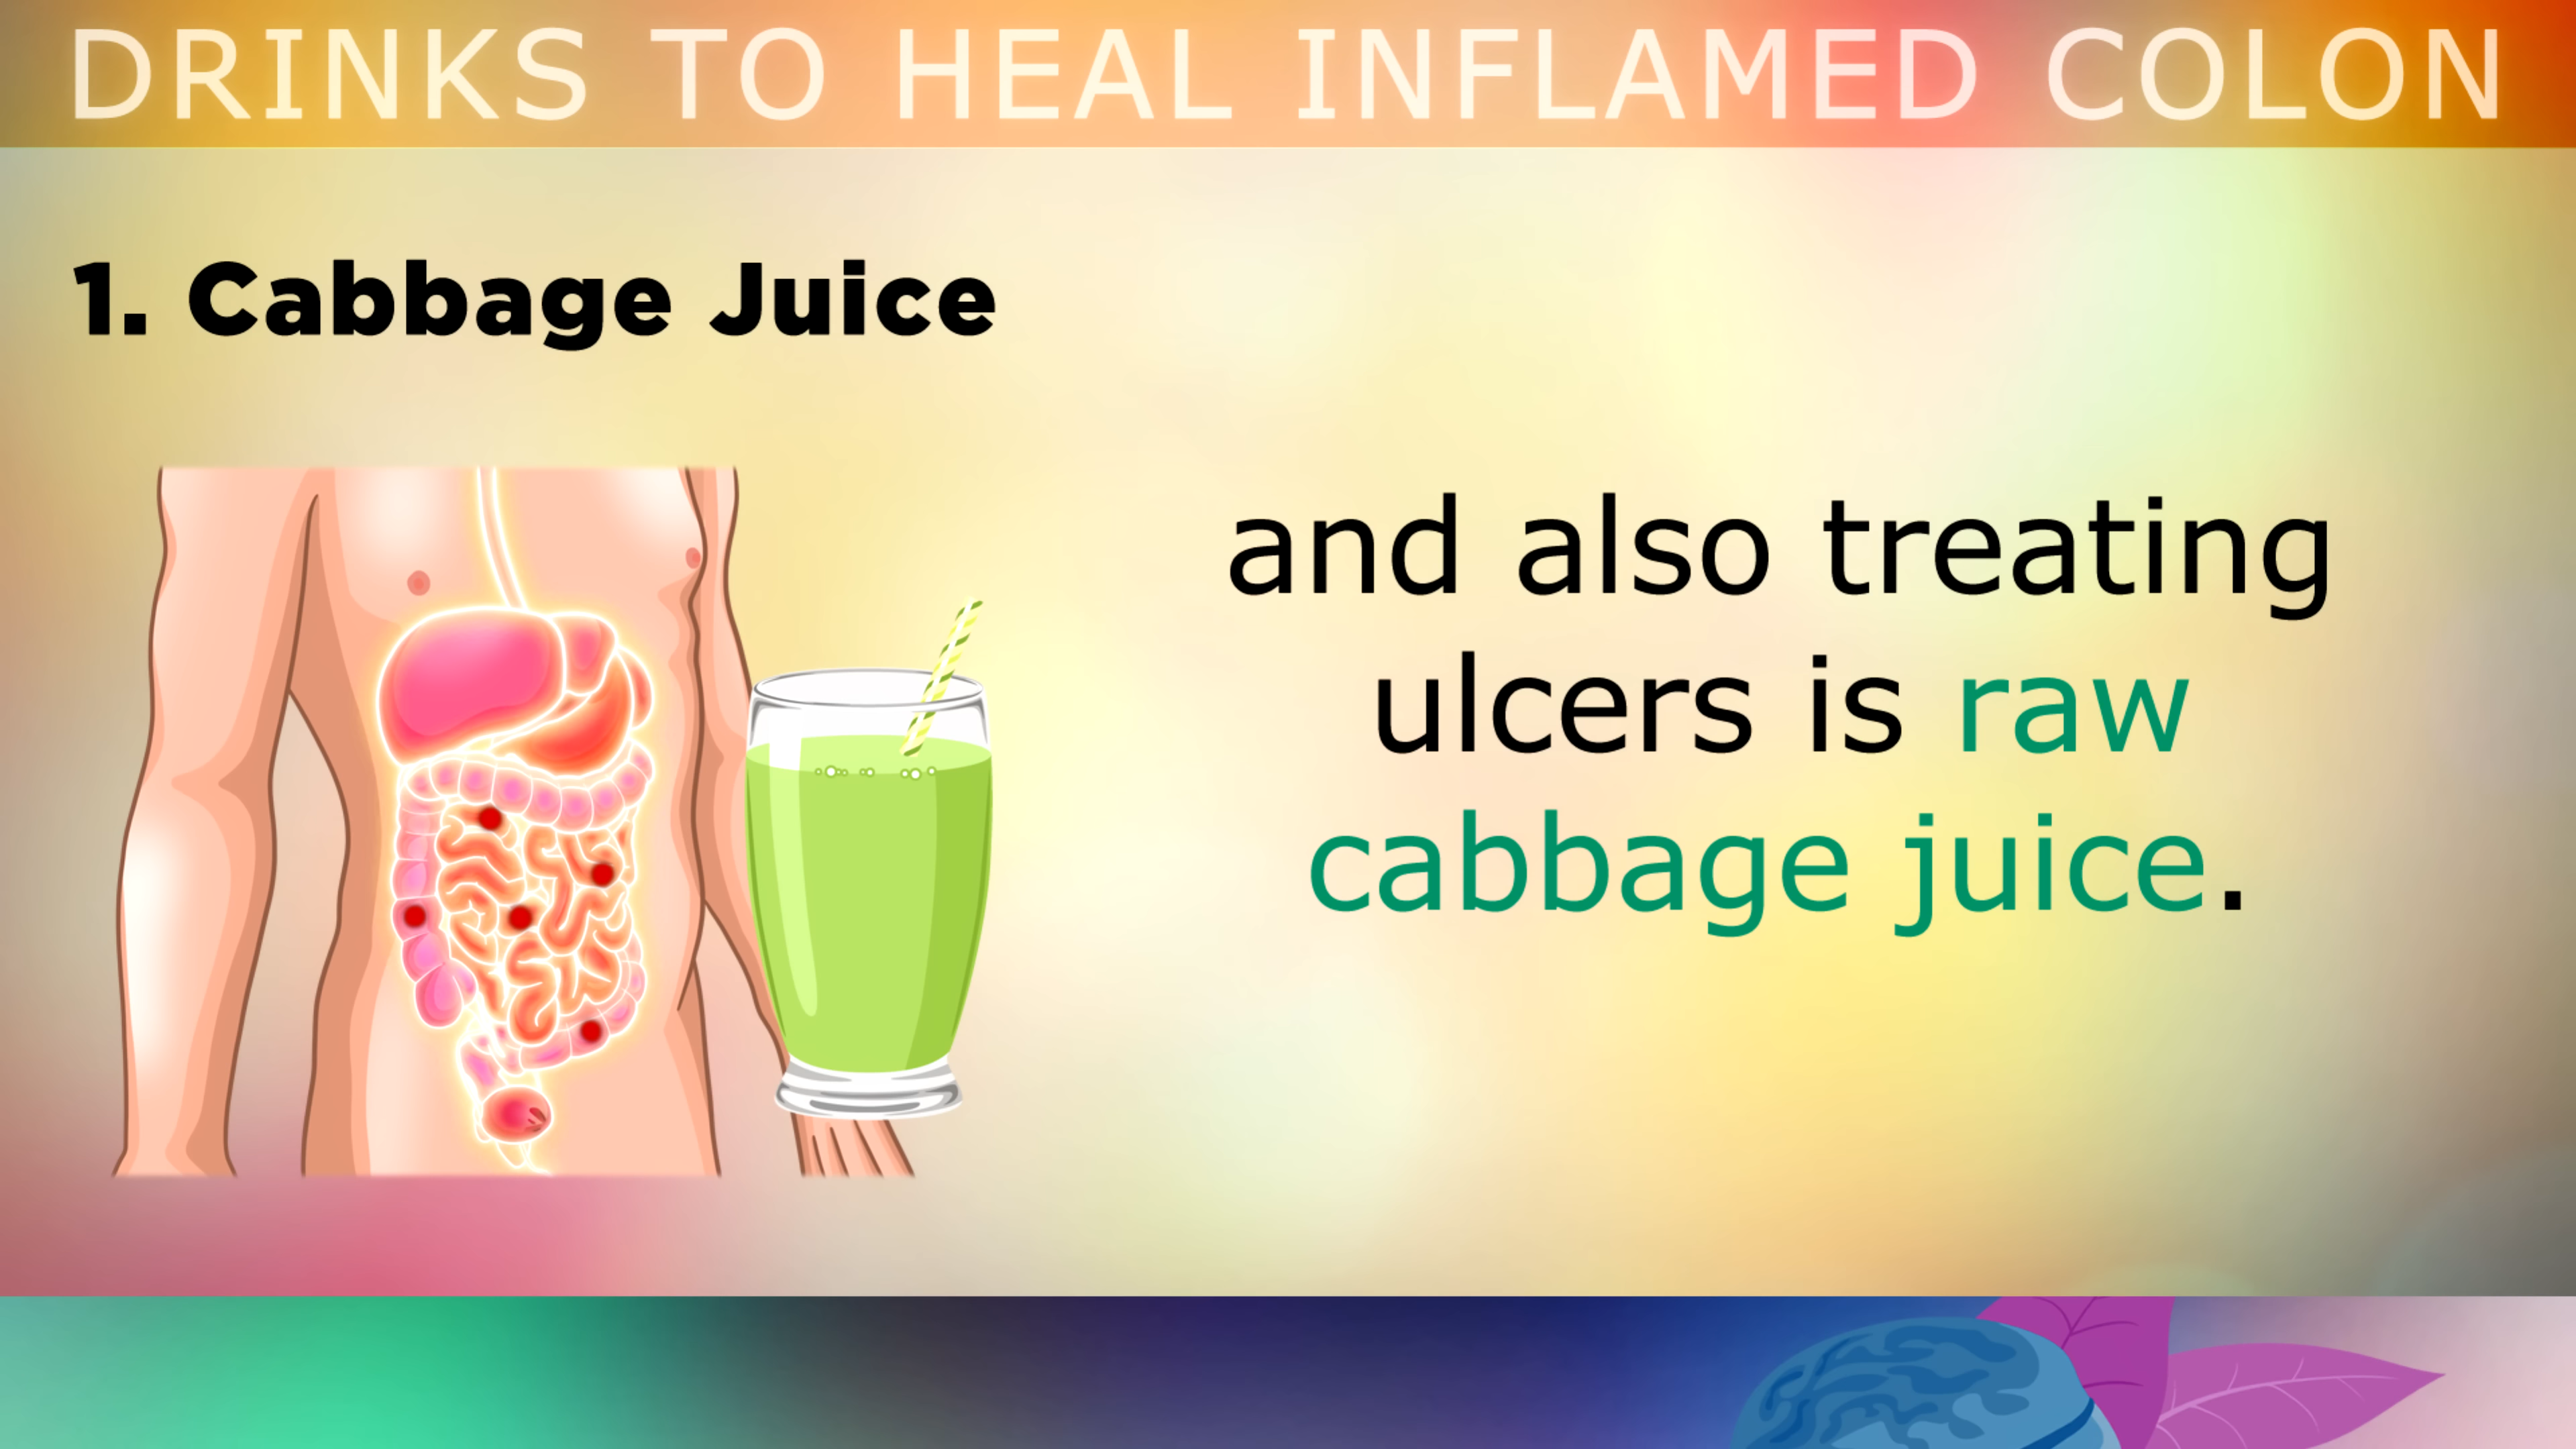 DRINKS TO HEAL INFLAMED COLON
1. Cabbage Juice
and also treating
ulcers is raw
cabbage juice.